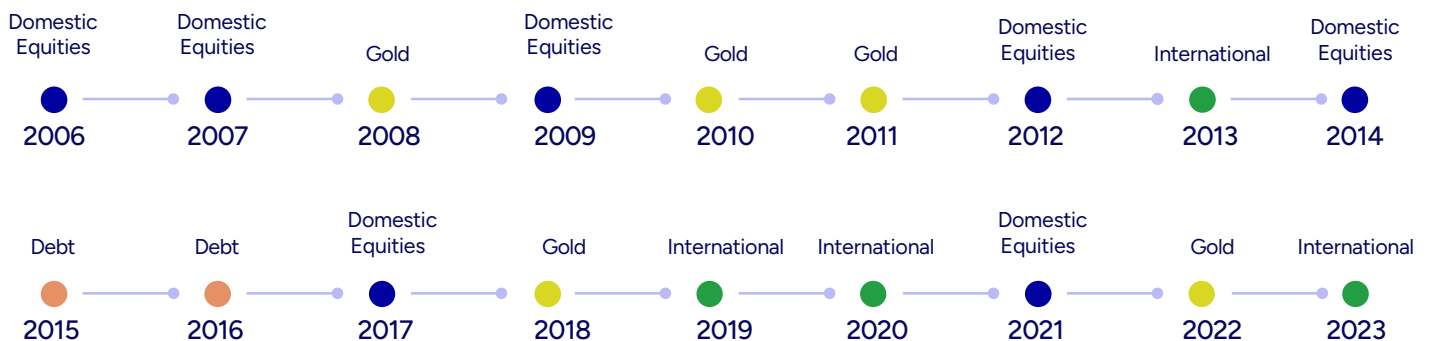 Domestic
Equities
2006
Domestic
Equities
2007
Gold
2008
Domestic
Equities
2009
Gold
2010
Gold
2011
Domestic
Equities
2012
International
2013
Domestic
Equities
2014
Debt
2015
Debt
2016
Domestic
Equities
2017
Gold
2018
International
2019
International
2020
Domestic
Equities
2021
Gold
2022
International
2023